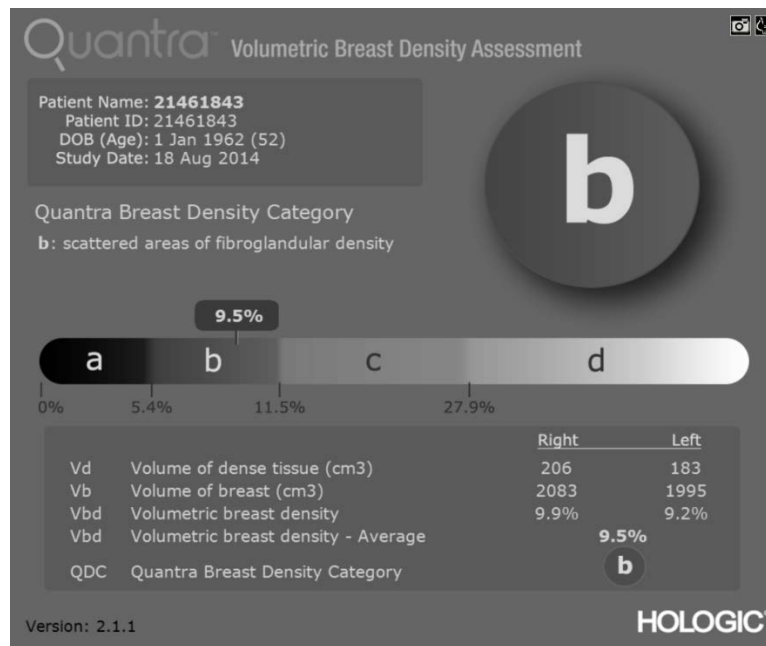 Quantra™ Volumetric Breast Density Assessment
Patient Name: 21461843
Patient ID: 21461843
DOB (Age): 1 Jan 1962 (52)
Study Date: 18 Aug 2014
b
Quantra Breast Density Category
b: scattered areas of fibroglandular density
9.5%
a b c d
0% 5.4% 11.5% 27.9%
Right Left
Vd Volume of dense tissue (cm3) 206 183
Vb Volume of breast (cm3) 2083 1995
Vbd Volumetric breast density 9.9% 9.2%
Vbd Volumetric breast density - Average 9.5%
QDC Quantra Breast Density Category b
Version: 2.1.1
HOLOGIC